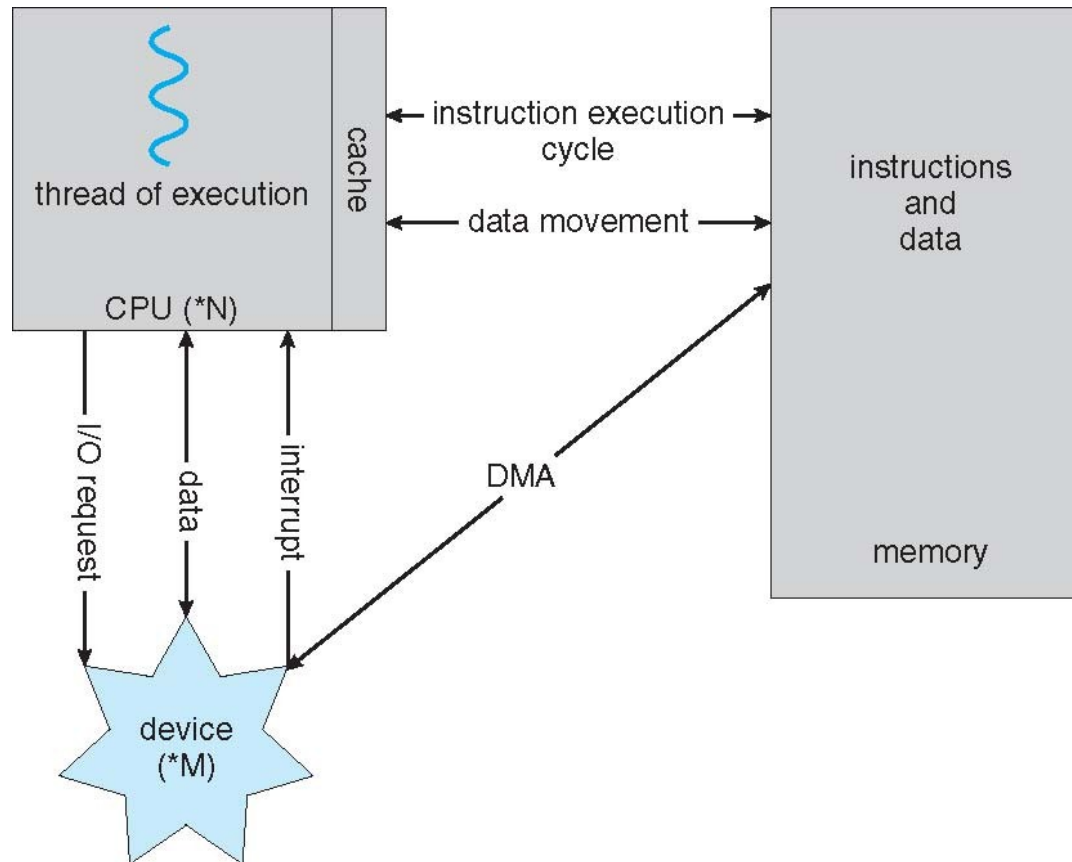 thread of execution
cache
CPU (*N)
instruction execution
cycle
data movement
instructions
and
data
memory
I/O request
data
interrupt
DMA
device
(*M)